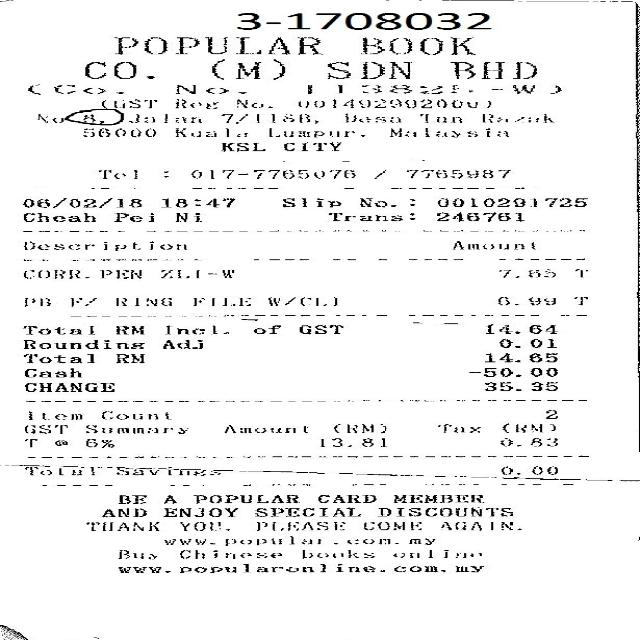 3-1708032
POPULAR BOOK
CO. (M) SDN BHD
(Co. No. 113825-W)
(GST Reg No. 001492992000)
No 8, Jalan 7/118B, Desa Tun Razak
56000 Kuala Lumpur, Malaysia
KSL CITY
Tel : 017-7765076 / 7765987
06/02/18 18:47 Slip No.: 0010291725
Cheah Pei Ni Trans: 246761
Description Amount
CORR.PEN ZL1-W 7.65 T
PB F/ RING FILE W/CL) 6.99 T
Total RM Incl. of GST 14.64
Rounding Adj 0.01
Total RM 14.65
Cash -50.00
CHANGE 35.35
Item Count 2
GST Summary Amount (RM) Tax (RM)
T @ 6% 13.81 0.83
Total Savings 0.00
BE A POPULAR CARD MEMBER
AND ENJOY SPECIAL DISCOUNTS
THANK YOU. PLEASE COME AGAIN.
www.popular.com.my
Buy Chinese books online
www.popularonline.com.my